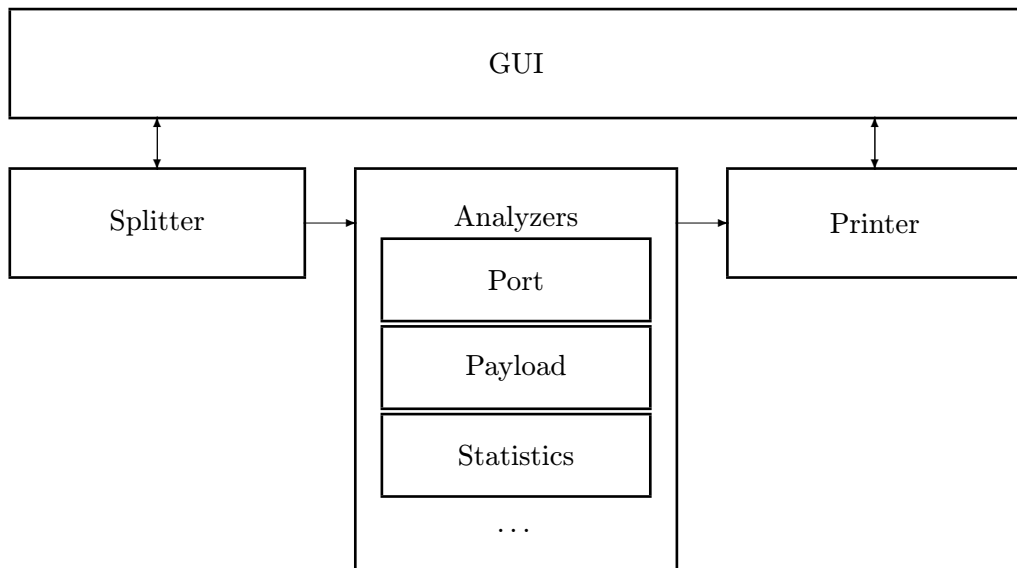 GUI
Splitter
Analyzers
Printer
Port
Payload
Statistics
...